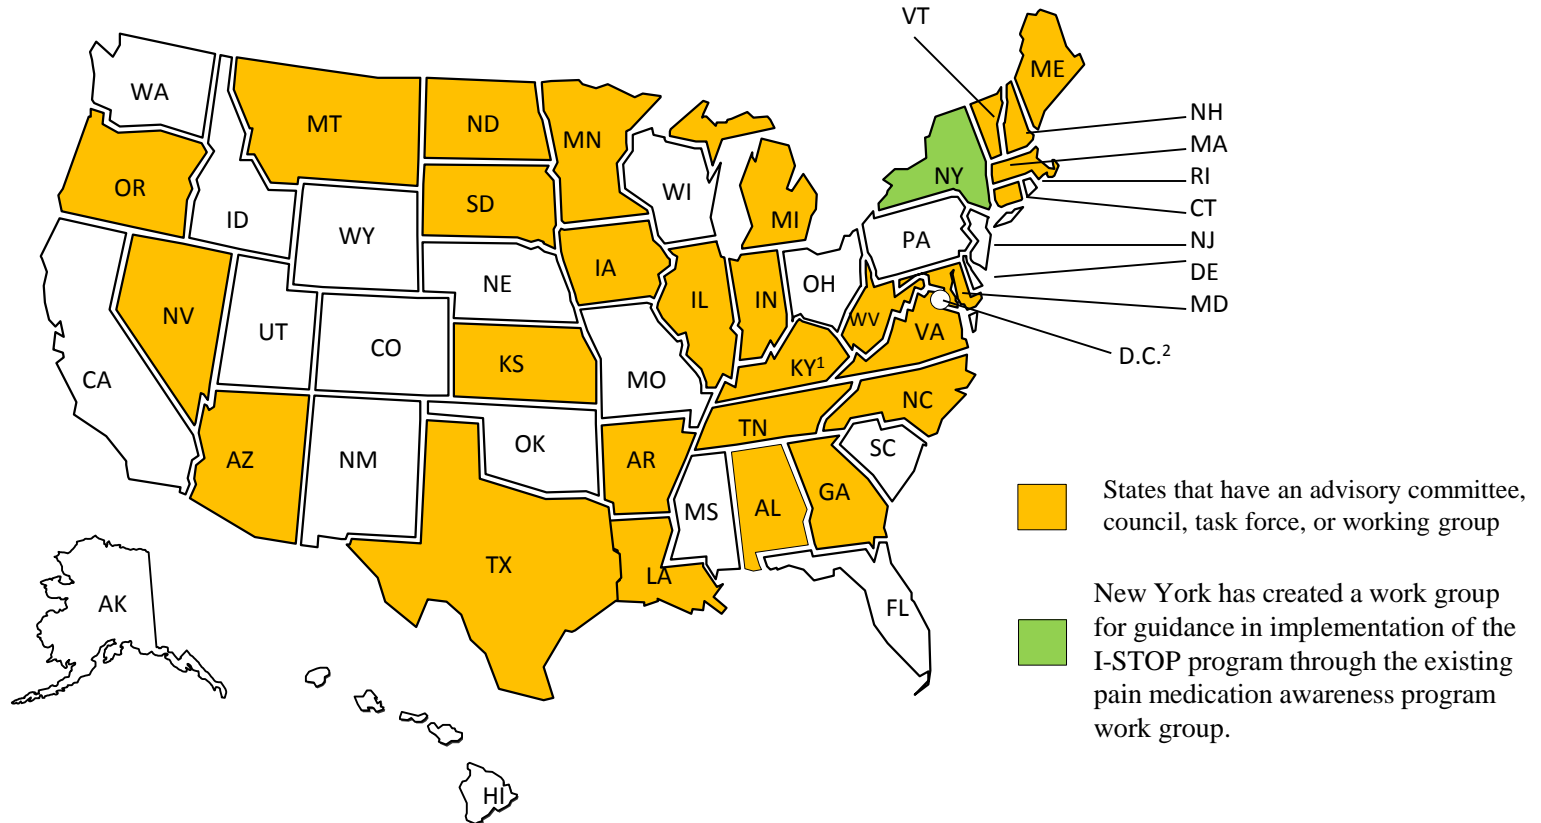 VT
ME
WA
NH
MT
ND
MN
MA
NY
RI
OR
SD
WI
CT
ID
MI
WY
PA
NJ
IA
DE
NE
OH
IL
IN
MD
NV
UT
WV
VA
CO
D.C.²
KS
KY¹
CA
MO
NC
TN
OK
SC
AZ
NM
AR
GA
MS
AL
States that have an advisory committee,
council, task force, or working group
TX
LA
AK
FL
New York has created a work group
for guidance in implementation of the
I-STOP program through the existing
pain medication awareness program
work group.
HI